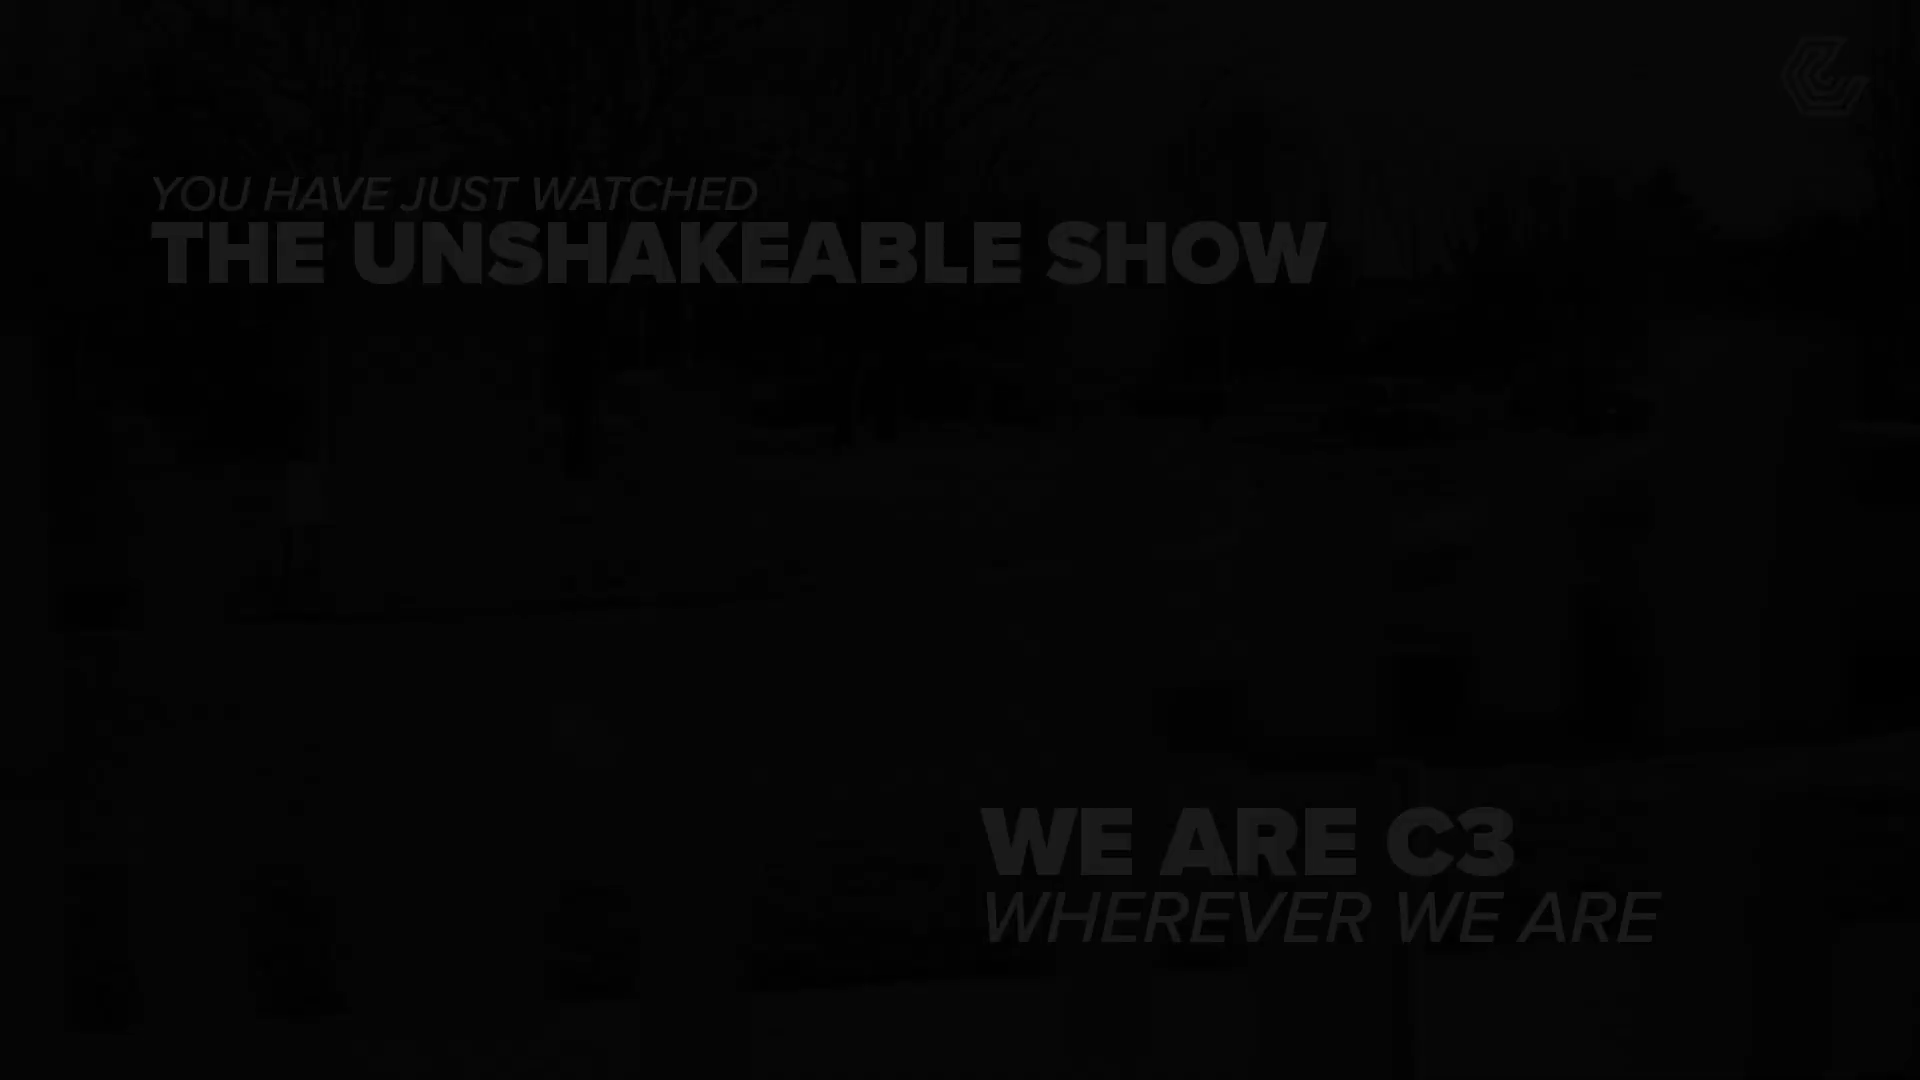 YOU HAVE JUST WATCHED
THE UNSHAKEABLE SHOW
WE ARE C3
WHEREVER WE ARE